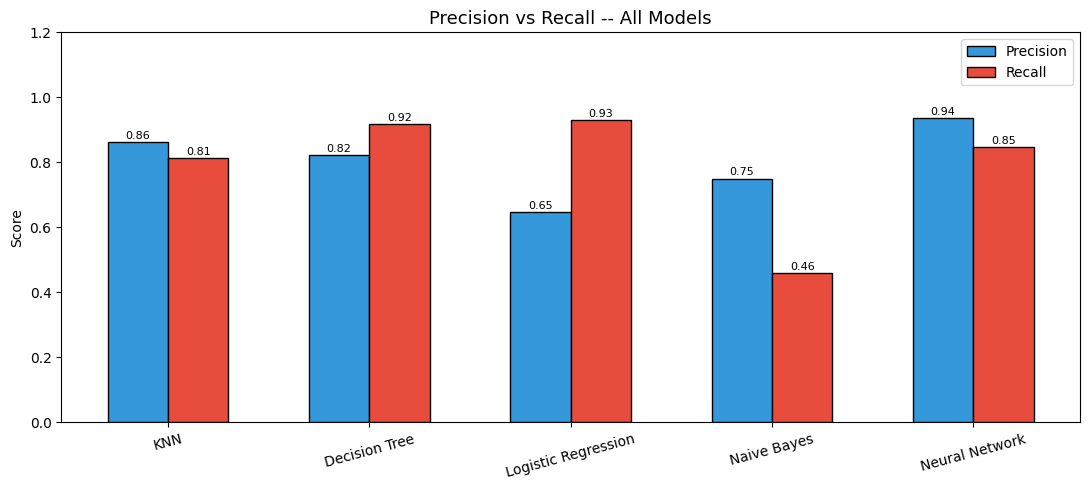 Precision vs Recall -- All Models
Precision
Recall
Score
1.2
1.0
0.8
0.6
0.4
0.2
0.0
0.86
0.81
0.82
0.92
0.65
0.93
0.75
0.46
0.94
0.85
KNN
Decision Tree
Logistic Regression
Naive Bayes
Neural Network